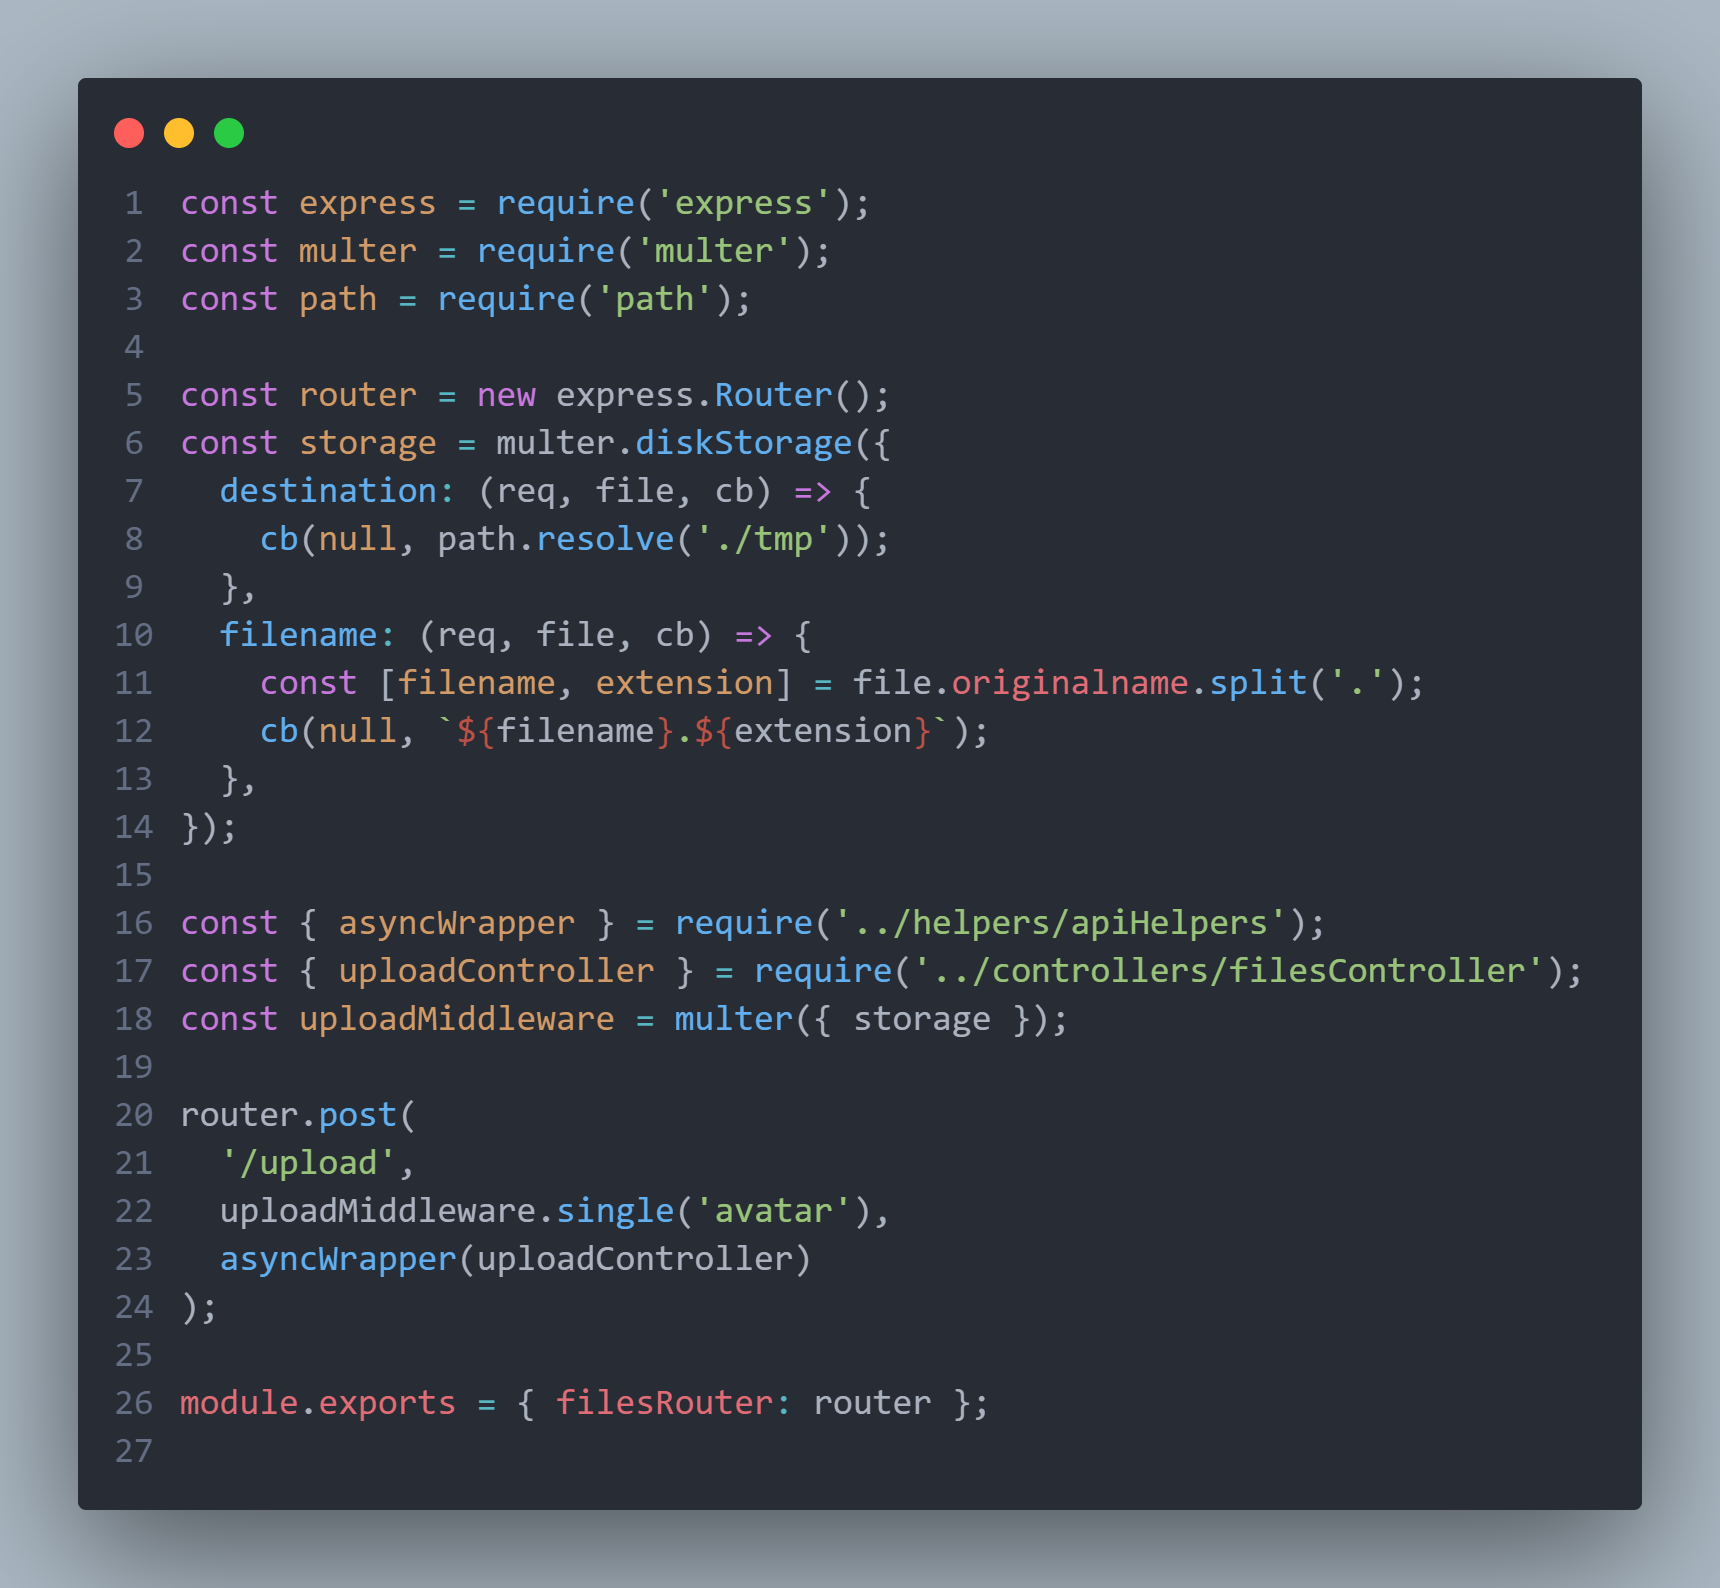 1 const express = require('express');
2 const multer = require('multer');
3 const path = require('path');
4
5 const router = new express.Router();
6 const storage = multer.diskStorage({
7   destination: (req, file, cb) => {
8     cb(null, path.resolve('./tmp'));
9   },
10   filename: (req, file, cb) => {
11     const [filename, extension] = file.originalname.split('.');
12     cb(null, `${filename}.${extension}`);
13   },
14 });
15
16 const { asyncWrapper } = require('../helpers/apiHelpers');
17 const { uploadController } = require('../controllers/filesController');
18 const uploadMiddleware = multer({ storage });
19
20 router.post(
21   '/upload',
22   uploadMiddleware.single('avatar'),
23   asyncWrapper(uploadController)
24 );
25
26 module.exports = { filesRouter: router };
27